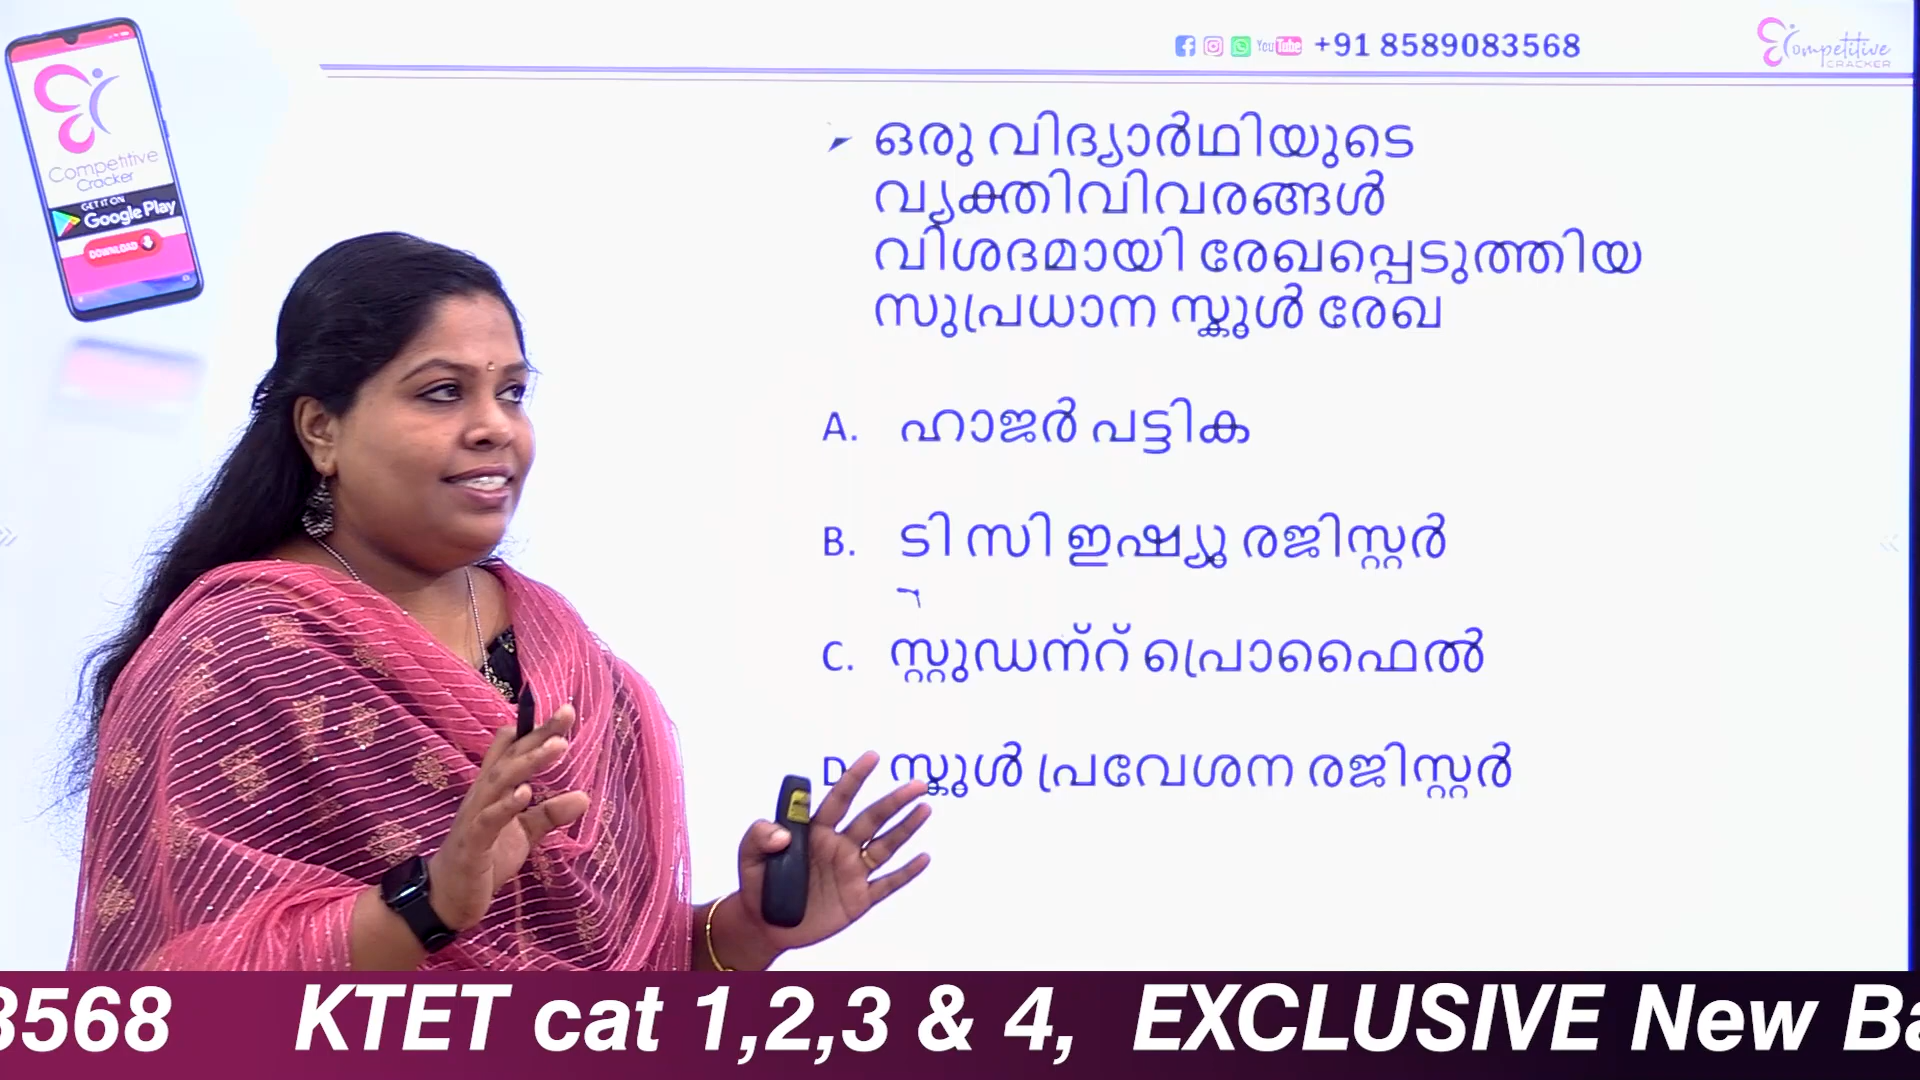 +91 8589083568
Competitive
CRACKER
Competitive
Cracker
GET IT ON
Google Play
DOWNLOAD
You Tube
ഒരു വിദ്യാർഥിയുടെ
വ്യക്തിവിവരങ്ങൾ
വിശദമായി രേഖപ്പെടുത്തിയ
സുപ്രധാന സ്കൂൾ രേഖ
A. ഹാജർ പട്ടിക
B. ടി സി ഇഷ്യൂ രജിസ്റ്റർ
C. സ്റ്റുഡന്റ് പ്രൊഫൈൽ
D. സ്കൂൾ പ്രവേശന രജിസ്റ്റർ
3568 KTET cat 1,2,3 & 4, EXCLUSIVE New Ba